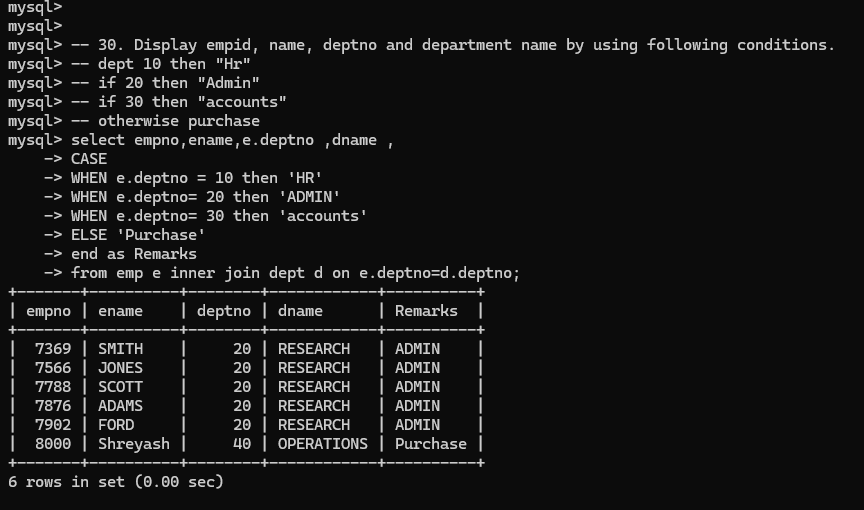 mysql>
mysql>
mysql> -- 30. Display empid, name, deptno and department name by using following conditions.
mysql> -- dept 10 then "Hr"
mysql> -- if 20 then "Admin"
mysql> -- if 30 then "accounts"
mysql> -- otherwise purchase
mysql> select empno,ename,e.deptno ,dname ,
    -> CASE
    -> WHEN e.deptno = 10 then 'HR'
    -> WHEN e.deptno= 20 then 'ADMIN'
    -> WHEN e.deptno= 30 then 'accounts'
    -> ELSE 'Purchase'
    -> end as Remarks
    -> from emp e inner join dept d on e.deptno=d.deptno;
+-------+----------+--------+------------+----------+
| empno | ename    | deptno | dname      | Remarks  |
+-------+----------+--------+------------+----------+
|  7369 | SMITH    |     20 | RESEARCH   | ADMIN    |
|  7566 | JONES    |     20 | RESEARCH   | ADMIN    |
|  7788 | SCOTT    |     20 | RESEARCH   | ADMIN    |
|  7876 | ADAMS    |     20 | RESEARCH   | ADMIN    |
|  7902 | FORD     |     20 | RESEARCH   | ADMIN    |
|  8000 | Shreyash |     40 | OPERATIONS | Purchase |
+-------+----------+--------+------------+----------+
6 rows in set (0.00 sec)